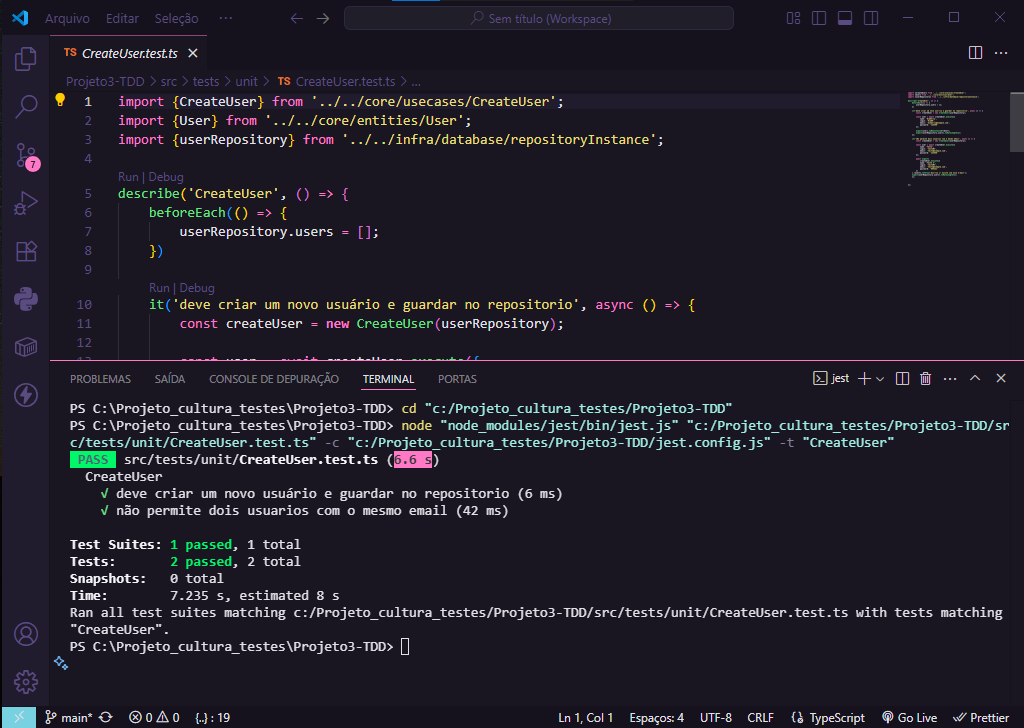 Arquivo Editar Seleção ··· Sem título (Workspace)
TS CreateUser.test.ts
Projeto3-TDD > src > tests > unit > TS CreateUser.test.ts > ...
1 import {CreateUser} from '../../core/usecases/CreateUser';
2 import {User} from '../../core/entities/User';
3 import {userRepository} from '../../infra/database/repositoryInstance';
4
Run | Debug
5 describe('CreateUser', () => {
6 beforeEach(() => {
7 userRepository.users = [];
8 })
9
Run | Debug
10 it('deve criar um novo usuário e guardar no repositorio', async () => {
11 const createUser = new CreateUser(userRepository);
12
7
PROBLEMAS SAÍDA CONSOLE DE DEPURAÇÃO TERMINAL PORTAS jest
PS C:\Projeto_cultura_testes\Projeto3-TDD> cd "c:/Projeto_cultura_testes/Projeto3-TDD"
PS C:\Projeto_cultura_testes\Projeto3-TDD> node "node_modules/jest/bin/jest.js" "c:/Projeto_cultura_testes/Projeto3-TDD/sr
c/tests/unit/CreateUser.test.ts" -c "c:/Projeto_cultura_testes/Projeto3-TDD/jest.config.js" -t "CreateUser"
PASS src/tests/unit/CreateUser.test.ts (6.6 s)
CreateUser
√ deve criar um novo usuário e guardar no repositorio (6 ms)
√ não permite dois usuarios com o mesmo email (42 ms)
Test Suites: 1 passed, 1 total
Tests: 2 passed, 2 total
Snapshots: 0 total
Time: 7.235 s, estimated 8 s
Ran all test suites matching c:/Projeto_cultura_testes/Projeto3-TDD/src/tests/unit/CreateUser.test.ts with tests matching
"CreateUser".
PS C:\Projeto_cultura_testes\Projeto3-TDD>
main* 0 0 {..} : 19 Ln 1, Col 1 Espaços: 4 UTF-8 CRLF TypeScript Go Live Prettier